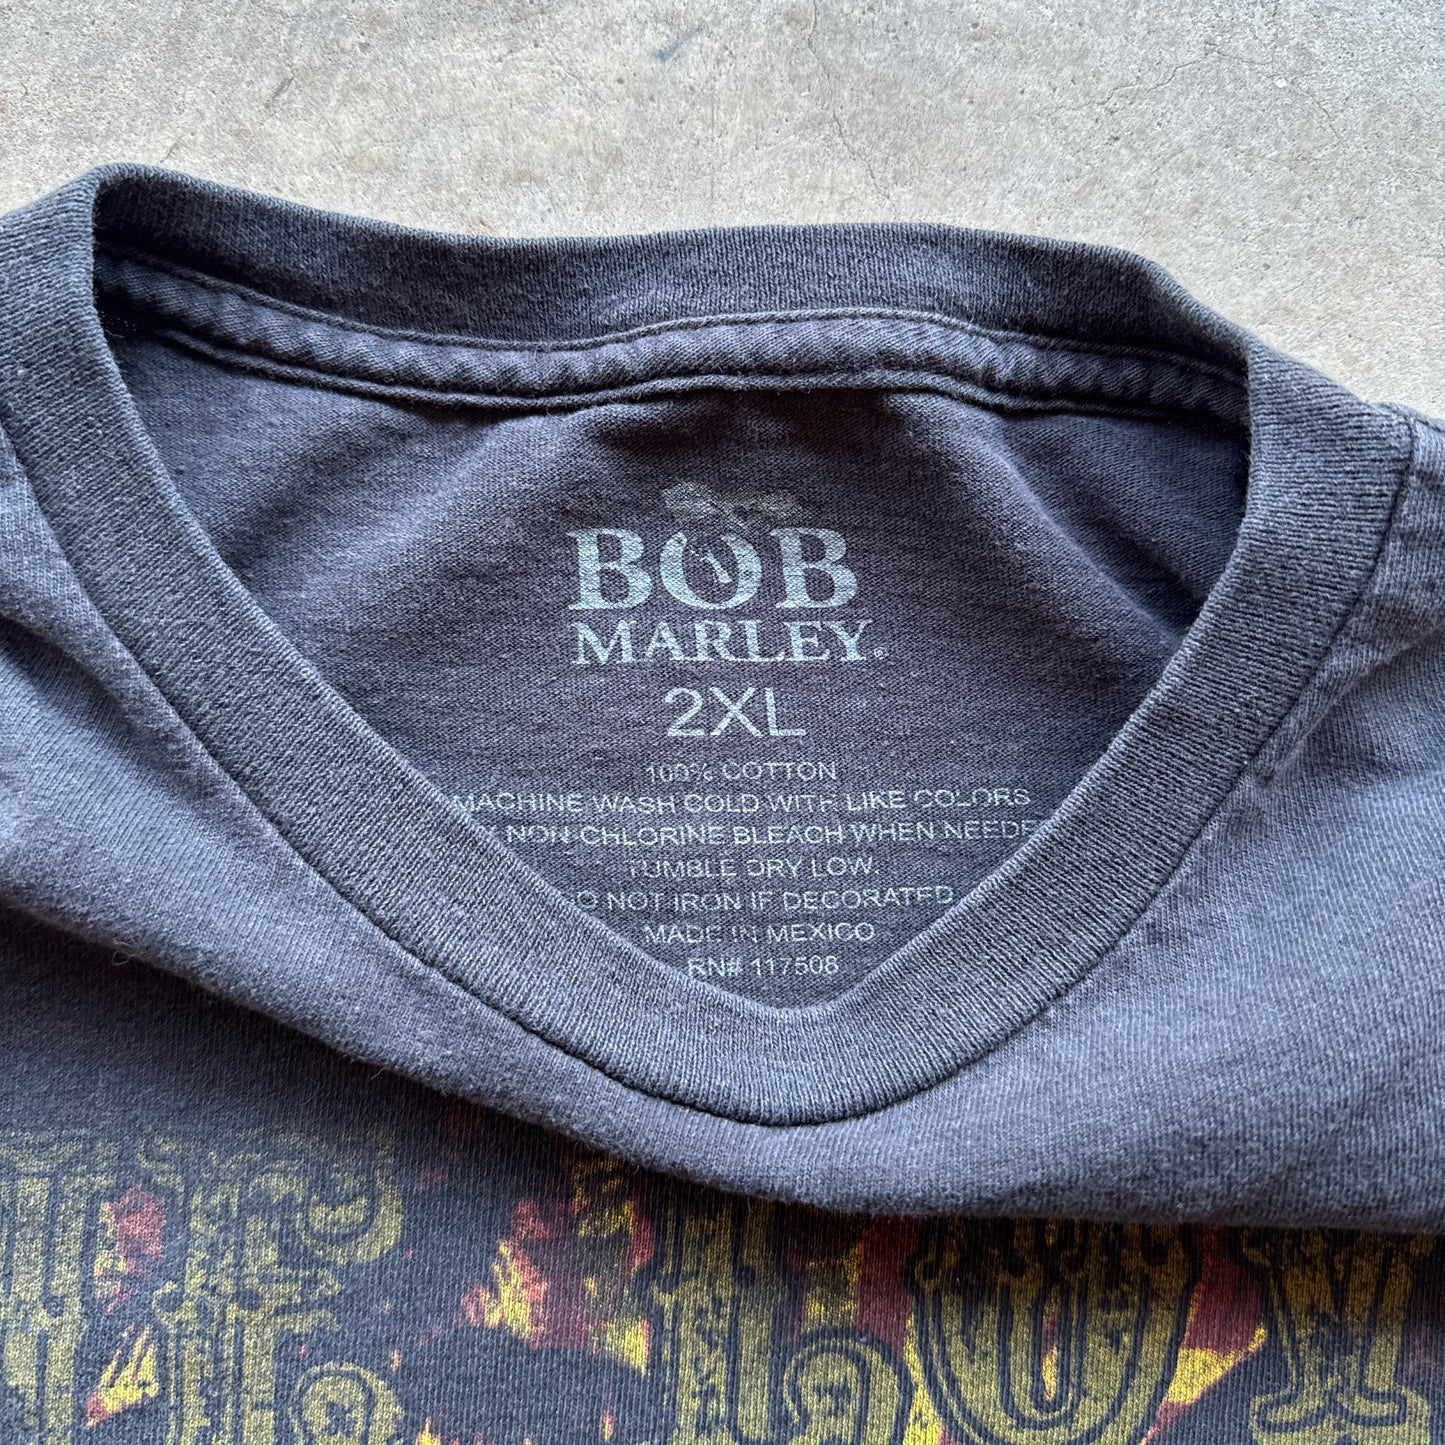 BOB
MARLEY®
2XL
100% COTTON
MACHINE WASH COLD WITH LIKE COLORS
NON-CHLORINE BLEACH WHEN NEEDE
TUMBLE DRY LOW.
O NOT IRON IF DECORATED
MADE IN MEXICO
RN# 117508